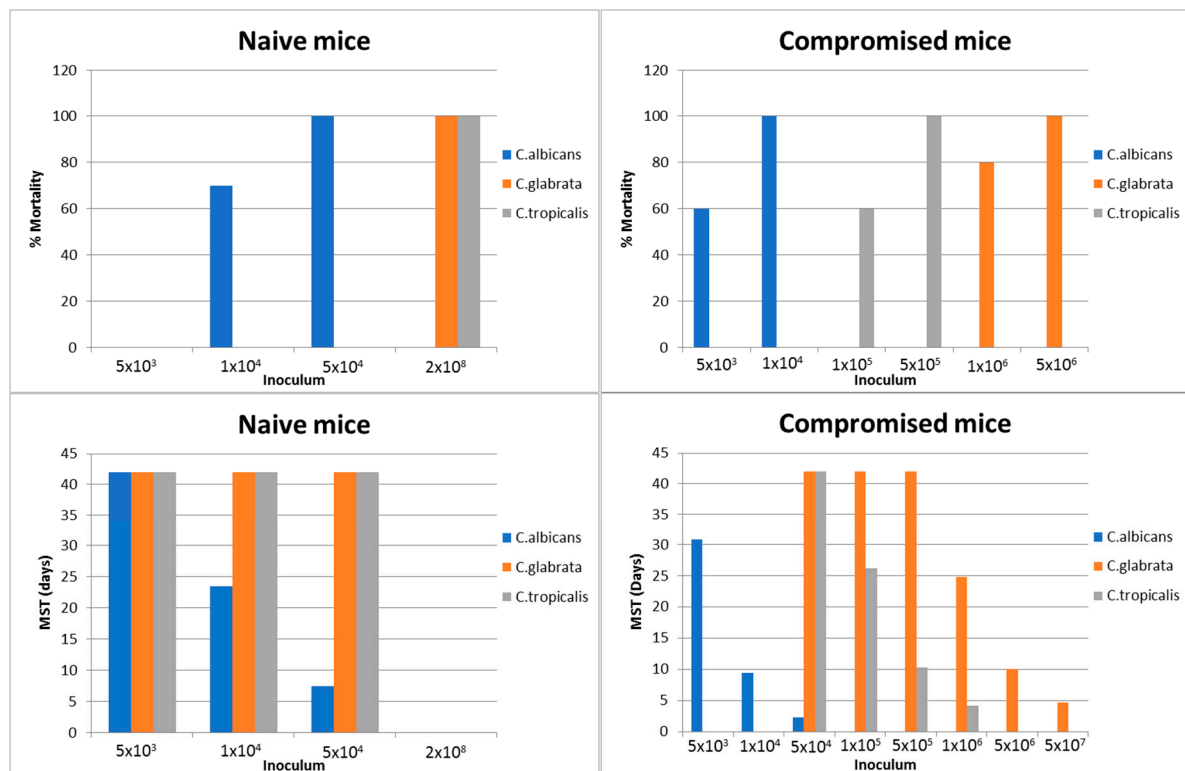 Naive mice
120
100
80
60
40
20
0
% Mortality
5x10³ 1x10⁴ 5x10⁴ 2x10⁸
Inoculum
C.albicans
C.glabrata
C.tropicalis
Compromised mice
120
100
80
60
40
20
0
% Mortality
5x10³ 1x10⁴ 1x10⁵ 5x10⁵ 1x10⁶ 5x10⁶
Inoculum
C.albicans
C.glabrata
C.tropicalis
Naive mice
45
40
35
30
25
20
15
10
5
0
MST (days)
5x10³ 1x10⁴ 5x10⁴ 2x10⁸
Inoculum
C.albicans
C.glabrata
C.tropicalis
Compromised mice
45
40
35
30
25
20
15
10
5
0
MST (Days)
5x10³ 1x10⁴ 5x10⁴ 1x10⁵ 5x10⁵ 1x10⁶ 5x10⁶ 5x10⁷
Inoculum
C.albicans
C.glabrata
C.tropicalis